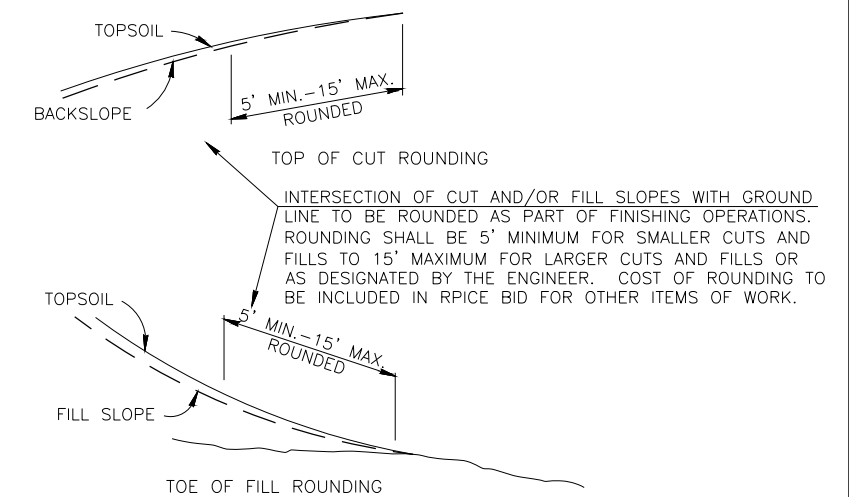 TOPSOIL
BACKSLOPE
5' MIN.-15' MAX.
ROUNDED
TOP OF CUT ROUNDING
INTERSECTION OF CUT AND/OR FILL SLOPES WITH GROUND
LINE TO BE ROUNDED AS PART OF FINISHING OPERATIONS.
ROUNDING SHALL BE 5' MINIMUM FOR SMALLER CUTS AND
FILLS TO 15' MAXIMUM FOR LARGER CUTS AND FILLS OR
AS DESIGNATED BY THE ENGINEER. COST OF ROUNDING TO
BE INCLUDED IN RPICE BID FOR OTHER ITEMS OF WORK.
TOPSOIL
5' MIN.-15' MAX.
ROUNDED
FILL SLOPE
TOE OF FILL ROUNDING